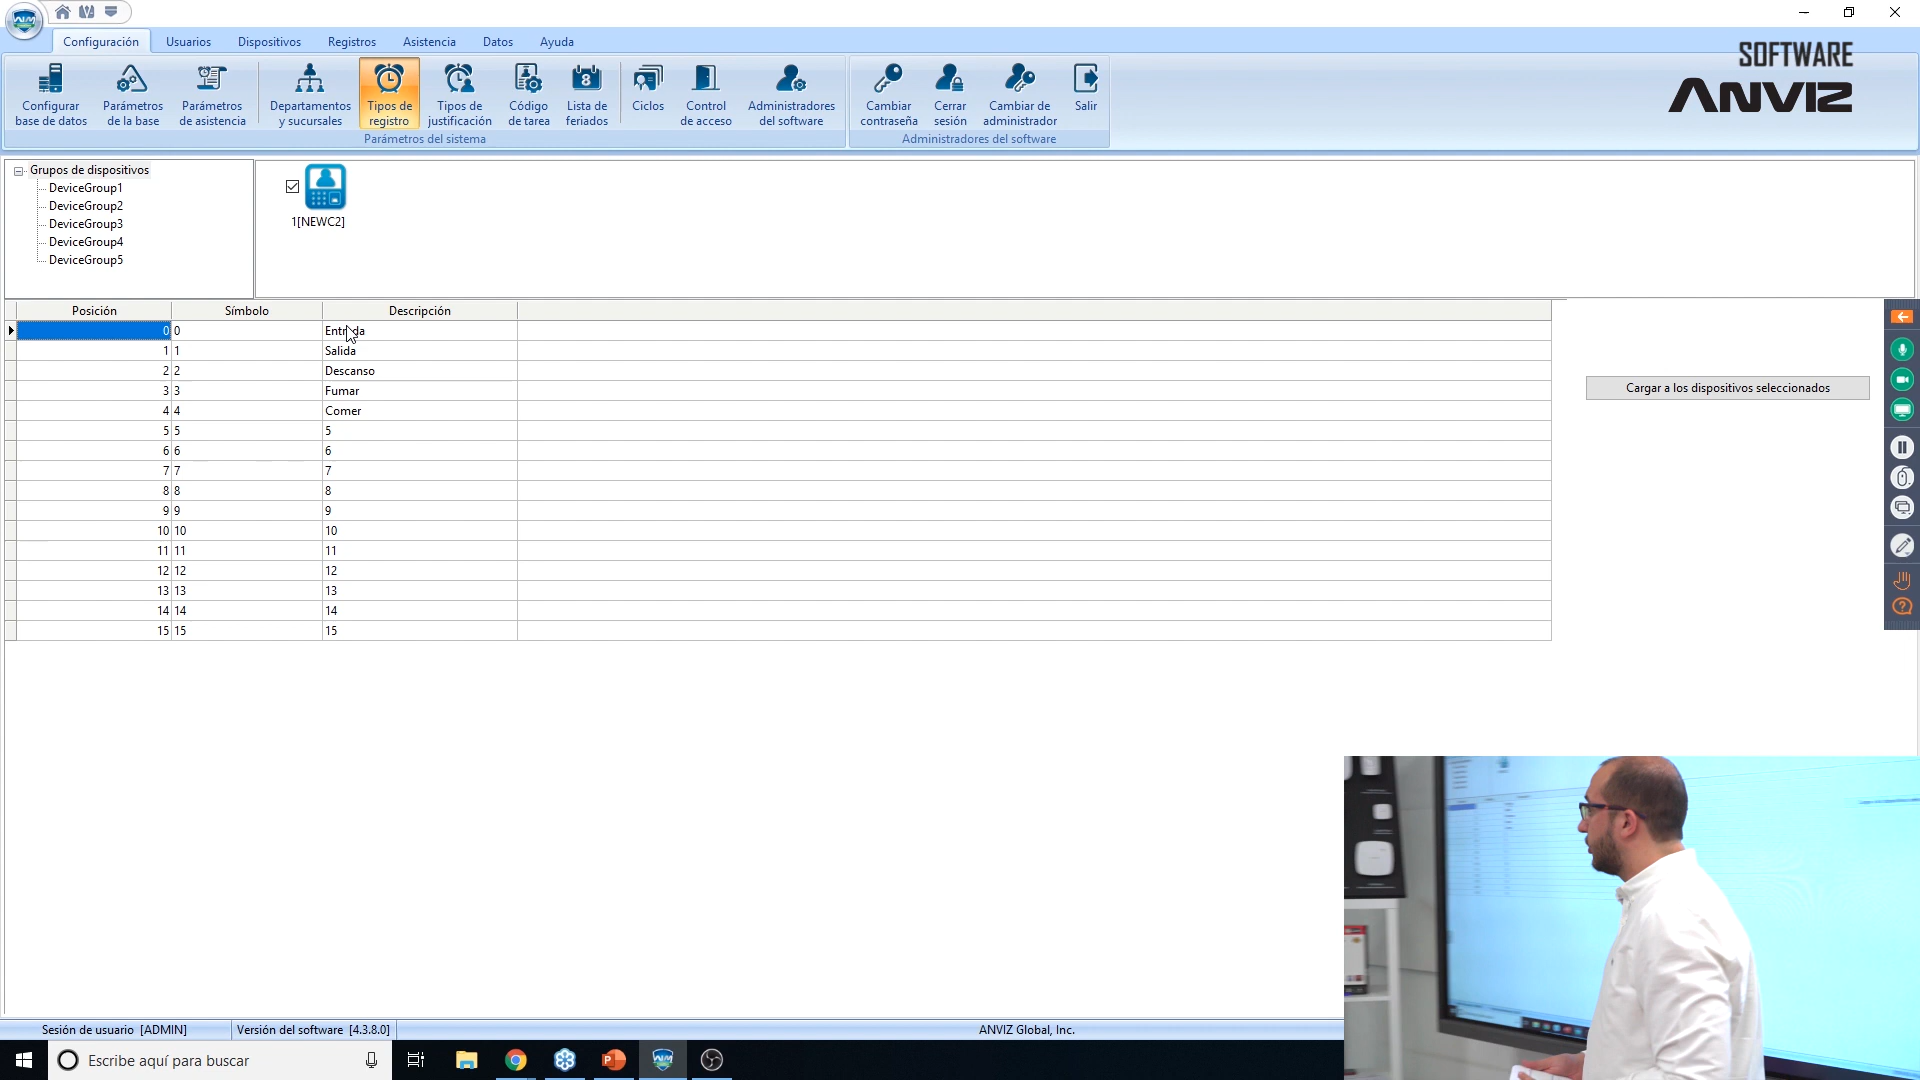 Configuración Usuarios Dispositivos Registros Asistencia Datos Ayuda
SOFTWARE
ANVIZ
Configurar base de datos
Parámetros de la base
Parámetros de asistencia
Departamentos y sucursales
Tipos de registro
Tipos de justificación
Código de tarea
8
Lista de feriados
Ciclos
Control de acceso
Administradores del software
Cambiar contraseña
Cerrar sesión
Cambiar de administrador
Salir
Parámetros del sistema
Administradores del software
Grupos de dispositivos
DeviceGroup1
DeviceGroup2
DeviceGroup3
DeviceGroup4
DeviceGroup5
1[NEWC2]
Posición Símbolo Descripción
0 0 Entrada
1 1 Salida
2 2 Descanso
3 3 Fumar
4 4 Comer
5 5 5
6 6 6
7 7 7
8 8 8
9 9 9
10 10 10
11 11 11
12 12 12
13 13 13
14 14 14
15 15 15
Cargar a los dispositivos seleccionados
Sesión de usuario [ADMIN] Versión del software [4.3.8.0] ANVIZ Global, Inc.
Escribe aquí para buscar